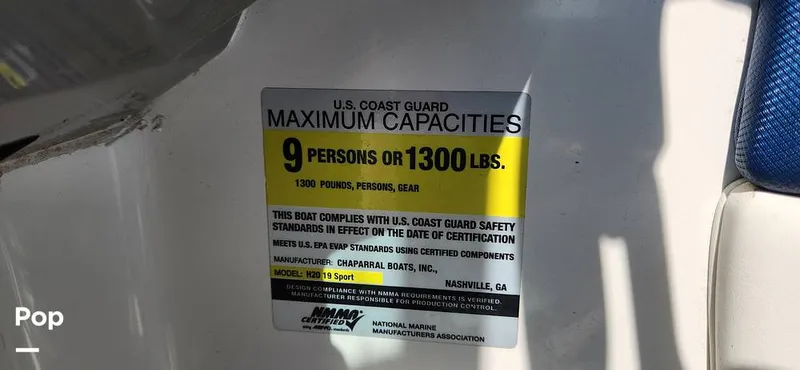 U.S. COAST GUARD
MAXIMUM CAPACITIES
9 PERSONS OR 1300 LBS.
1300 POUNDS, PERSONS, GEAR
THIS BOAT COMPLIES WITH U.S. COAST GUARD SAFETY
STANDARDS IN EFFECT ON THE DATE OF CERTIFICATION
MEETS U.S. EPA EVAP STANDARDS USING CERTIFIED COMPONENTS
MANUFACTURER: CHAPARRAL BOATS, INC.,
NASHVILLE, GA
MODEL: H2O 19 Sport
DESIGN COMPLIANCE WITH NMMA REQUIREMENTS IS VERIFIED.
MANUFACTURER RESPONSIBLE FOR PRODUCTION CONTROL.
NMMA
CERTIFIED
NATIONAL MARINE
MANUFACTURERS ASSOCIATION
Pop